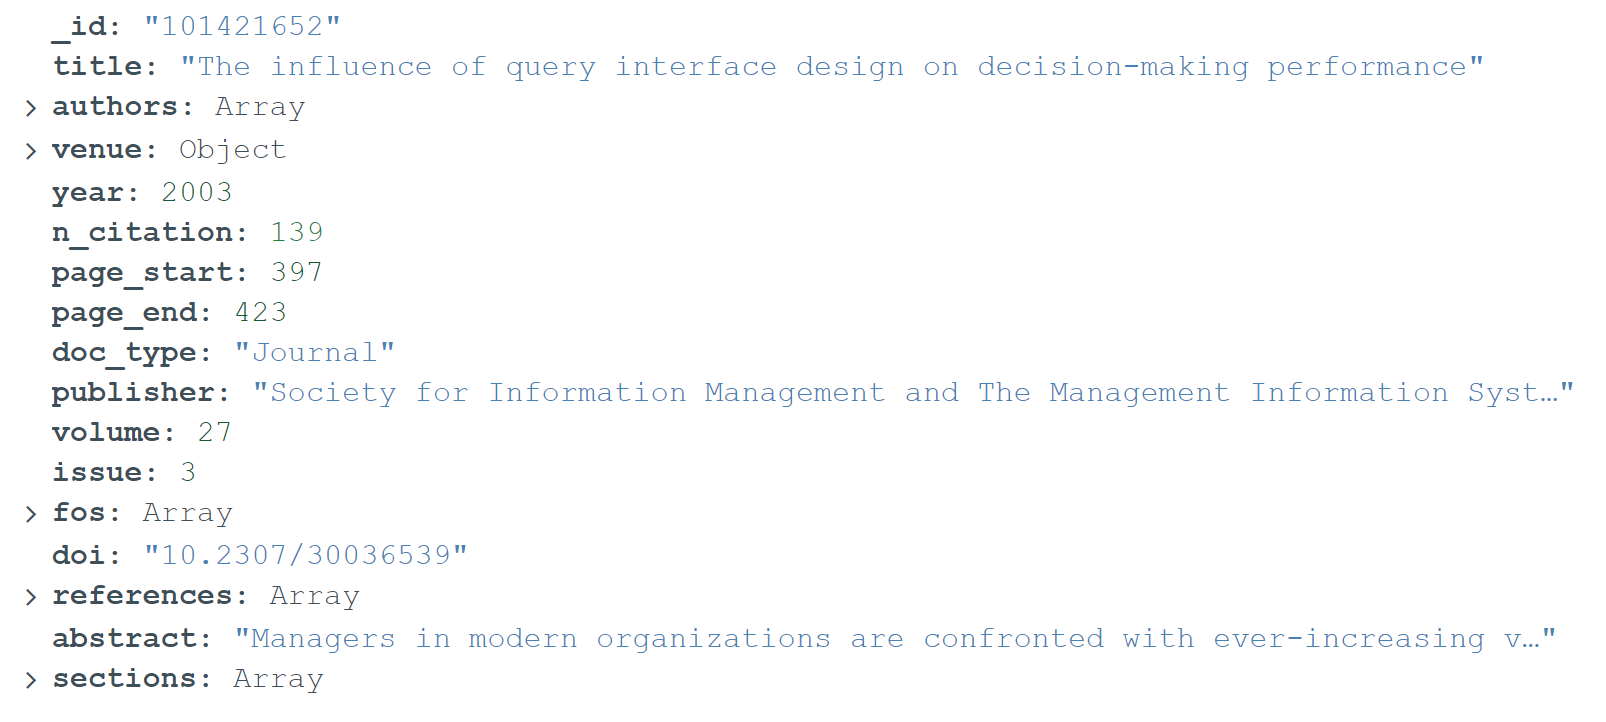 _id: "101421652"
title: "The influence of query interface design on decision-making performance"
> authors: Array
> venue: Object
year: 2003
n_citation: 139
page_start: 397
page_end: 423
doc_type: "Journal"
publisher: "Society for Information Management and The Management Information Syst…"
volume: 27
issue: 3
> fos: Array
doi: "10.2307/30036539"
> references: Array
abstract: "Managers in modern organizations are confronted with ever-increasing v…"
> sections: Array